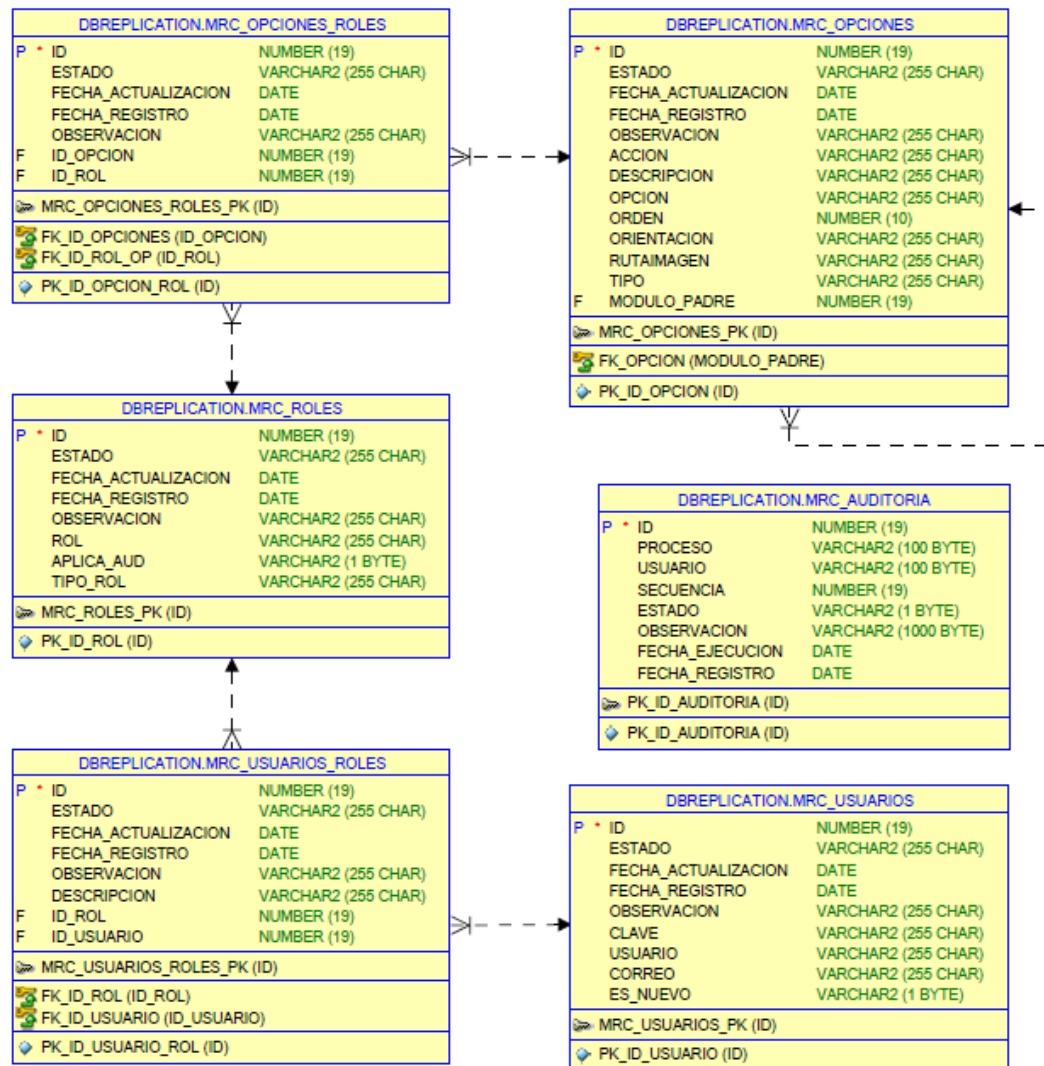 DBREPLICATION.MRC_OPCIONES_ROLES
P * ID NUMBER (19)
ESTADO VARCHAR2 (255 CHAR)
FECHA_ACTUALIZACION DATE
FECHA_REGISTRO DATE
OBSERVACION VARCHAR2 (255 CHAR)
F ID_OPCION NUMBER (19)
F ID_ROL NUMBER (19)
MRC_OPCIONES_ROLES_PK (ID)
FK_ID_OPCIONES (ID_OPCION)
FK_ID_ROL_OP (ID_ROL)
PK_ID_OPCION_ROL (ID)
DBREPLICATION.MRC_OPCIONES
P * ID NUMBER (19)
ESTADO VARCHAR2 (255 CHAR)
FECHA_ACTUALIZACION DATE
FECHA_REGISTRO DATE
OBSERVACION VARCHAR2 (255 CHAR)
ACCION VARCHAR2 (255 CHAR)
DESCRIPCION VARCHAR2 (255 CHAR)
OPCION VARCHAR2 (255 CHAR)
ORDEN NUMBER (10)
ORIENTACION VARCHAR2 (255 CHAR)
RUTAIMAGEN VARCHAR2 (255 CHAR)
TIPO VARCHAR2 (255 CHAR)
F MODULO_PADRE NUMBER (19)
MRC_OPCIONES_PK (ID)
FK_OPCION (MODULO_PADRE)
PK_ID_OPCION (ID)
DBREPLICATION.MRC_ROLES
P * ID NUMBER (19)
ESTADO VARCHAR2 (255 CHAR)
FECHA_ACTUALIZACION DATE
FECHA_REGISTRO DATE
OBSERVACION VARCHAR2 (255 CHAR)
ROL VARCHAR2 (255 CHAR)
APLICA_AUD VARCHAR2 (1 BYTE)
TIPO_ROL VARCHAR2 (255 CHAR)
MRC_ROLES_PK (ID)
PK_ID_ROL (ID)
DBREPLICATION.MRC_AUDITORIA
P * ID NUMBER (19)
PROCESO VARCHAR2 (100 BYTE)
USUARIO VARCHAR2 (100 BYTE)
SECUENCIA NUMBER (19)
ESTADO VARCHAR2 (1 BYTE)
OBSERVACION VARCHAR2 (1000 BYTE)
FECHA_EJECUCION DATE
FECHA_REGISTRO DATE
PK_ID_AUDITORIA (ID)
PK_ID_AUDITORIA (ID)
DBREPLICATION.MRC_USUARIOS_ROLES
P * ID NUMBER (19)
ESTADO VARCHAR2 (255 CHAR)
FECHA_ACTUALIZACION DATE
FECHA_REGISTRO DATE
OBSERVACION VARCHAR2 (255 CHAR)
DESCRIPCION VARCHAR2 (255 CHAR)
F ID_ROL NUMBER (19)
F ID_USUARIO NUMBER (19)
MRC_USUARIOS_ROLES_PK (ID)
FK_ID_ROL (ID_ROL)
FK_ID_USUARIO (ID_USUARIO)
PK_ID_USUARIO_ROL (ID)
DBREPLICATION.MRC_USUARIOS
P * ID NUMBER (19)
ESTADO VARCHAR2 (255 CHAR)
FECHA_ACTUALIZACION DATE
FECHA_REGISTRO DATE
OBSERVACION VARCHAR2 (255 CHAR)
CLAVE VARCHAR2 (255 CHAR)
USUARIO VARCHAR2 (255 CHAR)
CORREO VARCHAR2 (255 CHAR)
ES_NUEVO VARCHAR2 (1 BYTE)
MRC_USUARIOS_PK (ID)
PK_ID_USUARIO (ID)